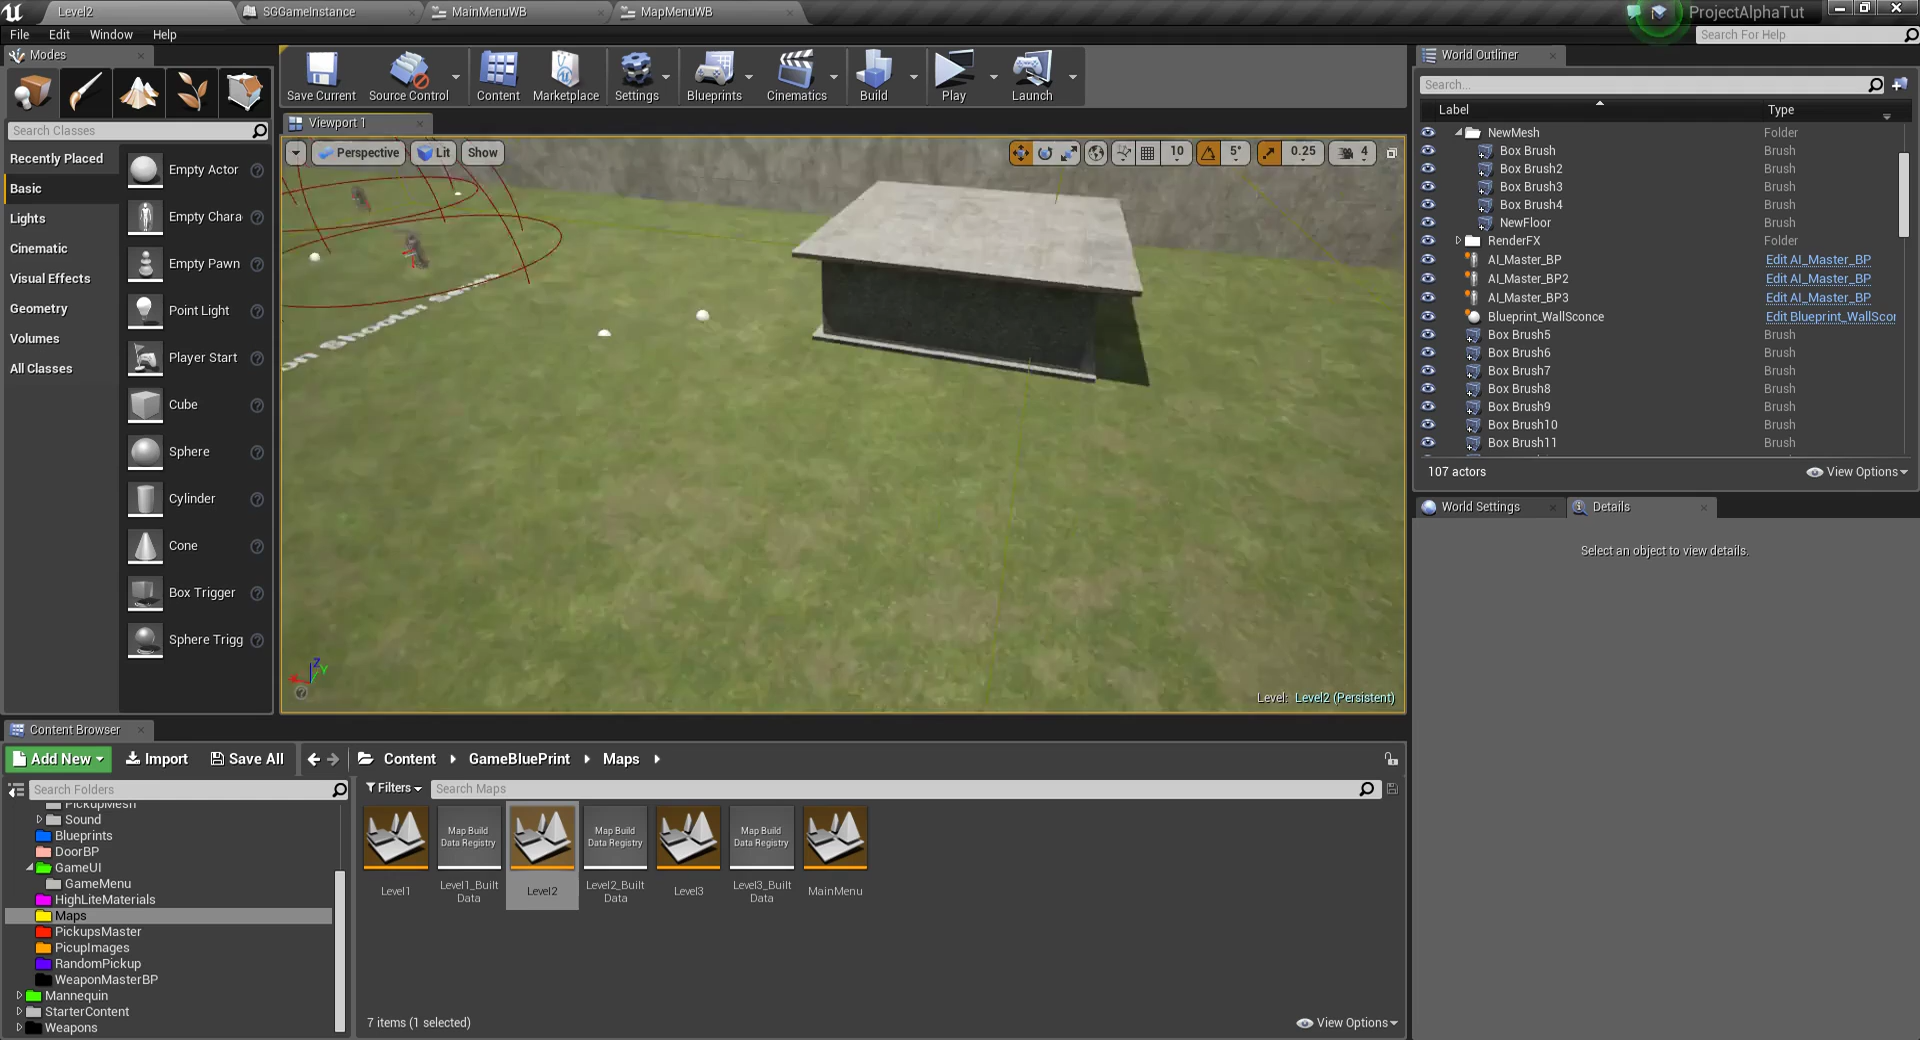 Level2
SGGameInstance
MainMenuWB
MapMenuWB
ProjectAlphaTut
File Edit Window Help
Search For Help
Modes
Search Classes
Recently Placed
Basic
Lights
Cinematic
Visual Effects
Geometry
Volumes
All Classes
Empty Actor
Empty Chara
Empty Pawn
Point Light
Player Start
Cube
Sphere
Cylinder
Cone
Box Trigger
Sphere Trigg
Save Current
Source Control
Content
Marketplace
Settings
Blueprints
Cinematics
Build
Play
Launch
Viewport 1
Perspective
Lit
Show
10
5°
0.25
4
on Shooter
Z
Y
Level: Level2 (Persistent)
World Outliner
Search...
Label Type
NewMesh Folder
Box Brush Brush
Box Brush2 Brush
Box Brush3 Brush
Box Brush4 Brush
NewFloor Brush
RenderFX Folder
AI_Master_BP Edit AI_Master_BP
AI_Master_BP2 Edit AI_Master_BP
AI_Master_BP3 Edit AI_Master_BP
Blueprint_WallSconce Edit Blueprint_WallScor
Box Brush5 Brush
Box Brush6 Brush
Box Brush7 Brush
Box Brush8 Brush
Box Brush9 Brush
Box Brush10 Brush
Box Brush11 Brush
107 actors
View Options
World Settings
Details
Select an object to view details.
Content Browser
Add New
Import
Save All
Content
GameBluePrint
Maps
Search Folders
PickupMesh
Sound
Blueprints
DoorBP
GameUI
GameMenu
HighLiteMaterials
Maps
PickupsMaster
PicupImages
RandomPickup
WeaponMasterBP
Mannequin
StarterContent
Weapons
Filters
Search Maps
Level1
Map Build
Data Registry
Level1_Built
Data
Level2
Map Build
Data Registry
Level2_Built
Data
Level3
Map Build
Data Registry
Level3_Built
Data
MainMenu
7 items (1 selected)
View Options